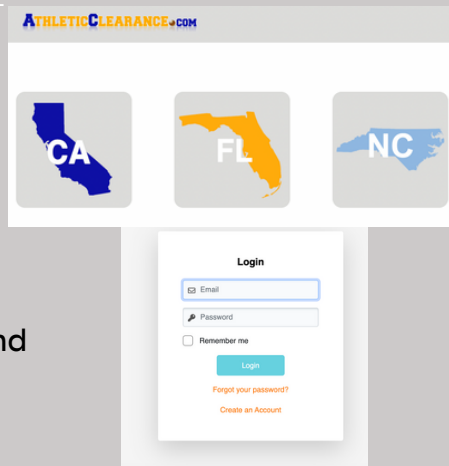 ATHLETICCLEARANCE.COM
CA
FL
NC
Login
Email
Password
nd
Remember me
Login
Forgot your password?
Create an Account